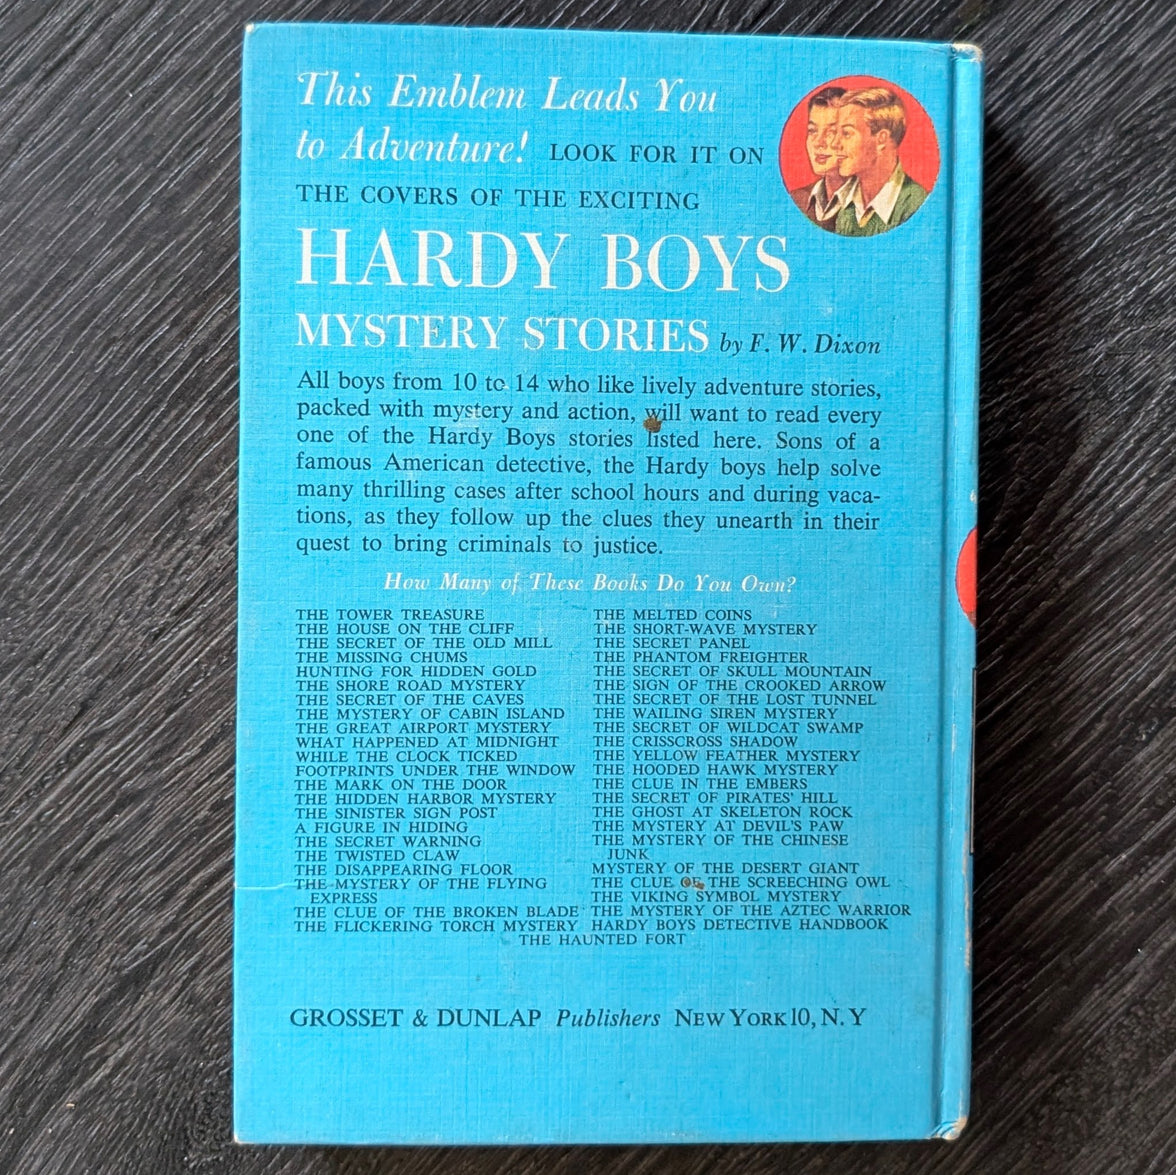 This Emblem Leads You
to Adventure! LOOK FOR IT ON
THE COVERS OF THE EXCITING
HARDY BOYS
MYSTERY STORIES by F. W. Dixon
All boys from 10 to 14 who like lively adventure stories,
packed with mystery and action, will want to read every
one of the Hardy Boys stories listed here. Sons of a
famous American detective, the Hardy boys help solve
many thrilling cases after school hours and during vaca-
tions, as they follow up the clues they unearth in their
quest to bring criminals to justice.
How Many of These Books Do You Own?
THE TOWER TREASURE
THE HOUSE ON THE CLIFF
THE SECRET OF THE OLD MILL
THE MISSING CHUMS
HUNTING FOR HIDDEN GOLD
THE SHORE ROAD MYSTERY
THE SECRET OF THE CAVES
THE MYSTERY OF CABIN ISLAND
THE GREAT AIRPORT MYSTERY
WHAT HAPPENED AT MIDNIGHT
WHILE THE CLOCK TICKED
FOOTPRINTS UNDER THE WINDOW
THE MARK ON THE DOOR
THE HIDDEN HARBOR MYSTERY
THE SINISTER SIGN POST
A FIGURE IN HIDING
THE SECRET WARNING
THE TWISTED CLAW
THE DISAPPEARING FLOOR
THE MYSTERY OF THE FLYING
EXPRESS
THE CLUE OF THE BROKEN BLADE
THE FLICKERING TORCH MYSTERY
THE MELTED COINS
THE SHORT-WAVE MYSTERY
THE SECRET PANEL
THE PHANTOM FREIGHTER
THE SECRET OF SKULL MOUNTAIN
THE SIGN OF THE CROOKED ARROW
THE SECRET OF THE LOST TUNNEL
THE WAILING SIREN MYSTERY
THE SECRET OF WILDCAT SWAMP
THE CRISSCROSS SHADOW
THE YELLOW FEATHER MYSTERY
THE HOODED HAWK MYSTERY
THE CLUE IN THE EMBERS
THE SECRET OF PIRATES' HILL
THE GHOST AT SKELETON ROCK
THE MYSTERY AT DEVIL'S PAW
THE MYSTERY OF THE CHINESE
JUNK
MYSTERY OF THE DESERT GIANT
THE CLUE OF THE SCREECHING OWL
THE VIKING SYMBOL MYSTERY
THE MYSTERY OF THE AZTEC WARRIOR
HARDY BOYS DETECTIVE HANDBOOK
THE HAUNTED FORT
GROSSET & DUNLAP Publishers NEW YORK 10, N. Y